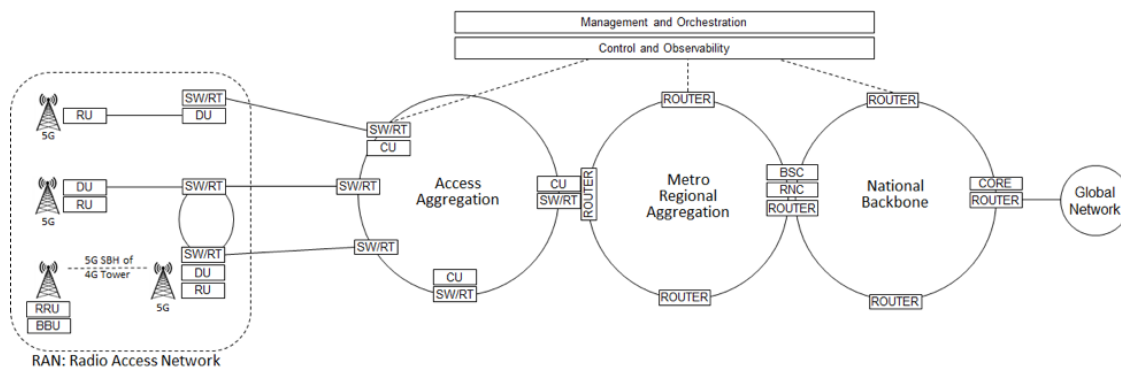 Management and Orchestration
Control and Observability
SW/RT
RU
DU
5G
SW/RT
CU
DU
RU
5G
SW/RT
SW/RT
5G SBH of
4G Tower
SW/RT
DU
RU
5G
RRU
BBU
RAN: Radio Access Network
SW/RT
Access
Aggregation
CU
SW/RT
CU
SW/RT
ROUTER
ROUTER
Metro
Regional
Aggregation
ROUTER
BSC
RNC
ROUTER
ROUTER
National
Backbone
ROUTER
CORE
ROUTER
Global
Network